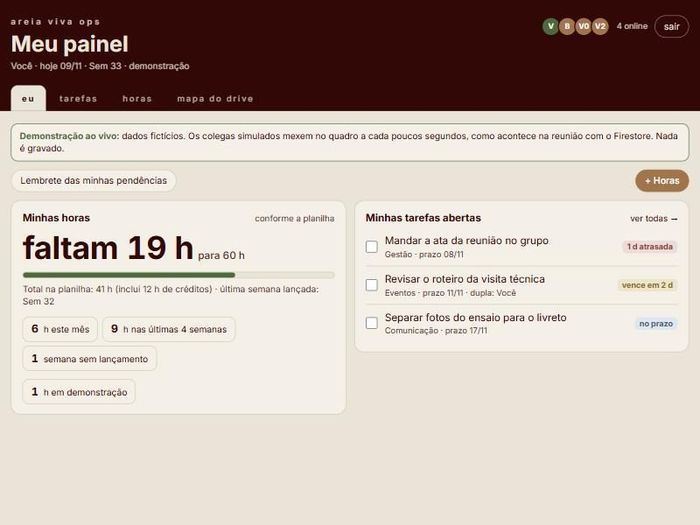 areia viva ops
Meu painel
Você · hoje 09/11 · Sem 33 · demonstração
V B V0 V2 4 online sair
eu tarefas horas mapa do drive
Demonstração ao vivo: dados fictícios. Os colegas simulados mexem no quadro a cada poucos segundos, como acontece na reunião com o Firestore. Nada
é gravado.
Lembrete das minhas pendências
+ Horas
Minhas horas conforme a planilha
faltam 19 h para 60 h
Total na planilha: 41 h (inclui 12 h de créditos) · última semana lançada:
Sem 32
6 h este mês
9 h nas últimas 4 semanas
1 semana sem lançamento
1 h em demonstração
Minhas tarefas abertas ver todas →
Mandar a ata da reunião no grupo
Gestão · prazo 08/11
1 d atrasada
Revisar o roteiro da visita técnica
Eventos · prazo 11/11 · dupla: Você
vence em 2 d
Separar fotos do ensaio para o livreto
Comunicação · prazo 17/11
no prazo